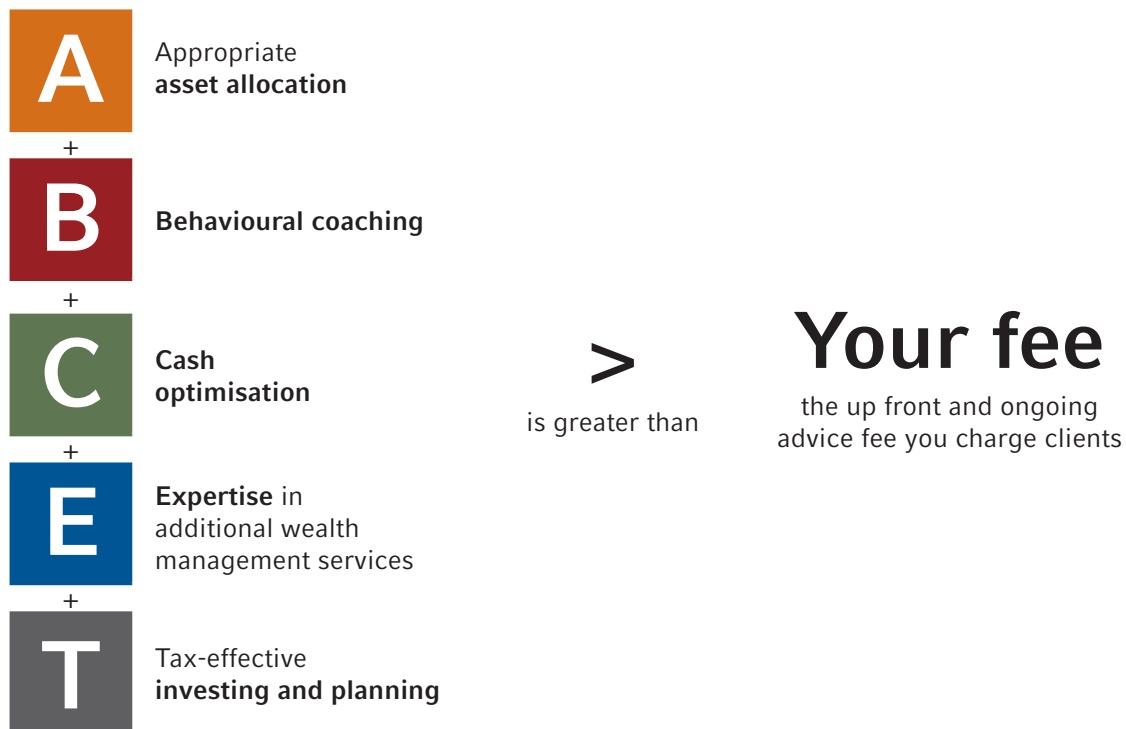 A
Appropriate
asset allocation
+
B
Behavioural coaching
+
C
Cash
optimisation
+
E
Expertise in
additional wealth
management services
+
T
Tax-effective
investing and planning
>
is greater than
Your fee
the up front and ongoing
advice fee you charge clients